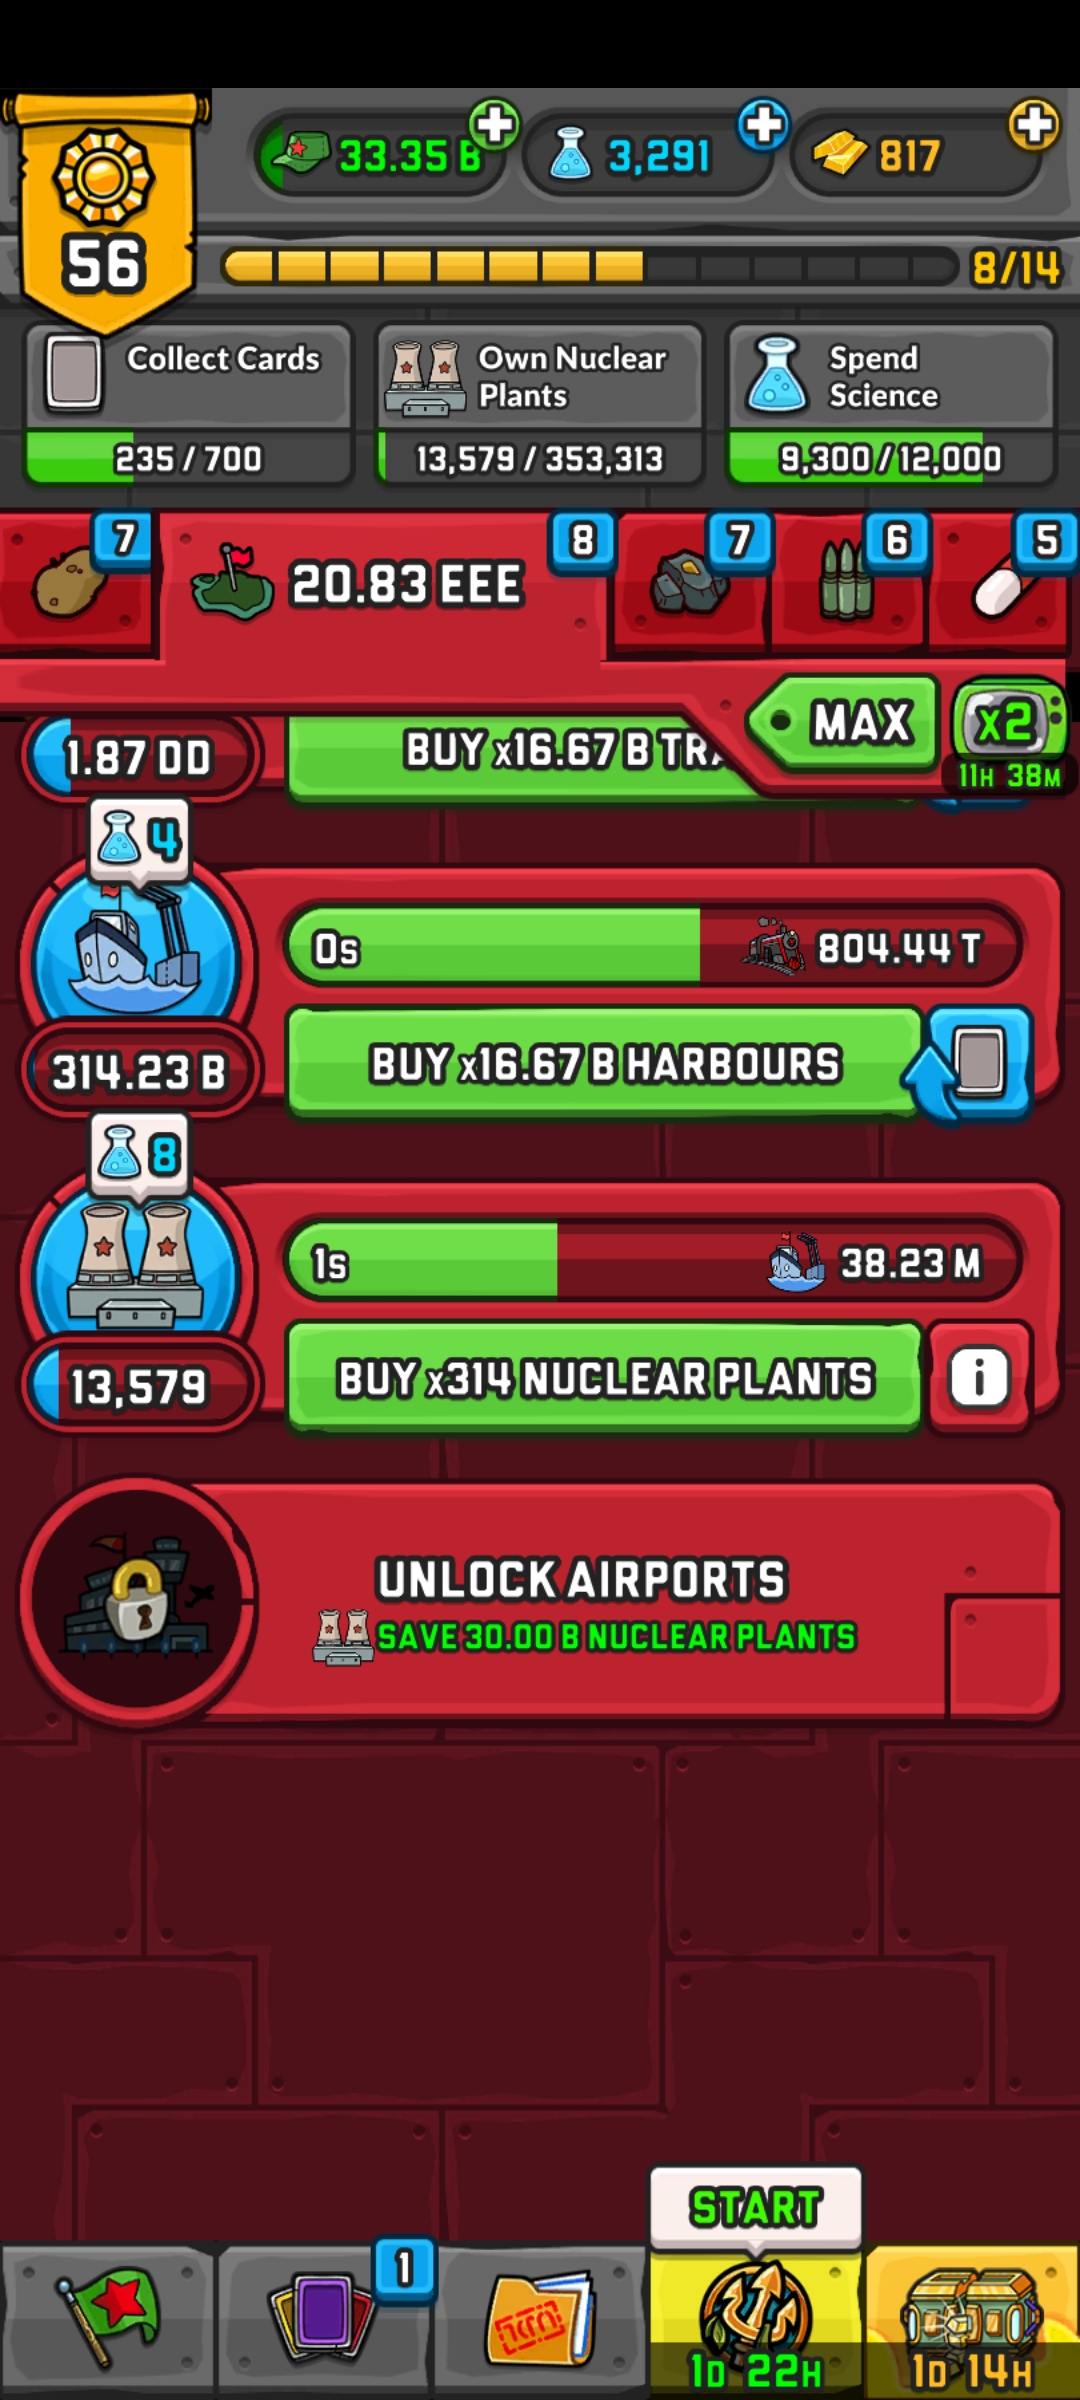 56
33.35 B
3,291
817
8/14
Collect Cards
235 / 700
Own Nuclear
Plants
13,579 / 353,313
Spend
Science
9,300 / 12,000
7
20.83 EEE
8
7
6
5
MAX
x2
11H 38M
1.87 DD
BUY x16.67 B TRA
4
0s
804.44 T
314.23 B
BUY x16.67 B HARBOURS
8
1s
38.23 M
13,579
BUY x314 NUCLEAR PLANTS
i
UNLOCK AIRPORTS
SAVE 30.00 B NUCLEAR PLANTS
START
1
1D 22H
1D 14H